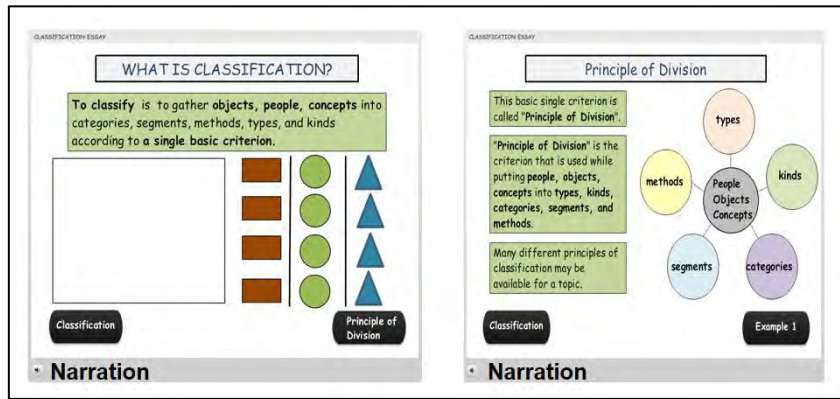 CLASSIFICATION ESSAY
WHAT IS CLASSIFICATION?
To classify is to gather objects, people, concepts into
categories, segments, methods, types, and kinds
according to a single basic criterion.
Classification
Principle of
Division
Narration
CLASSIFICATION ESSAY
Principle of Division
This basic single criterion is
called "Principle of Division".
"Principle of Division" is the
criterion that is used while
putting people, objects,
concepts into types, kinds,
categories, segments, and
methods.
Many different principles of
classification may be
available for a topic.
types
methods
kinds
People
Objects
Concepts
segments
categories
Classification
Example 1
Narration